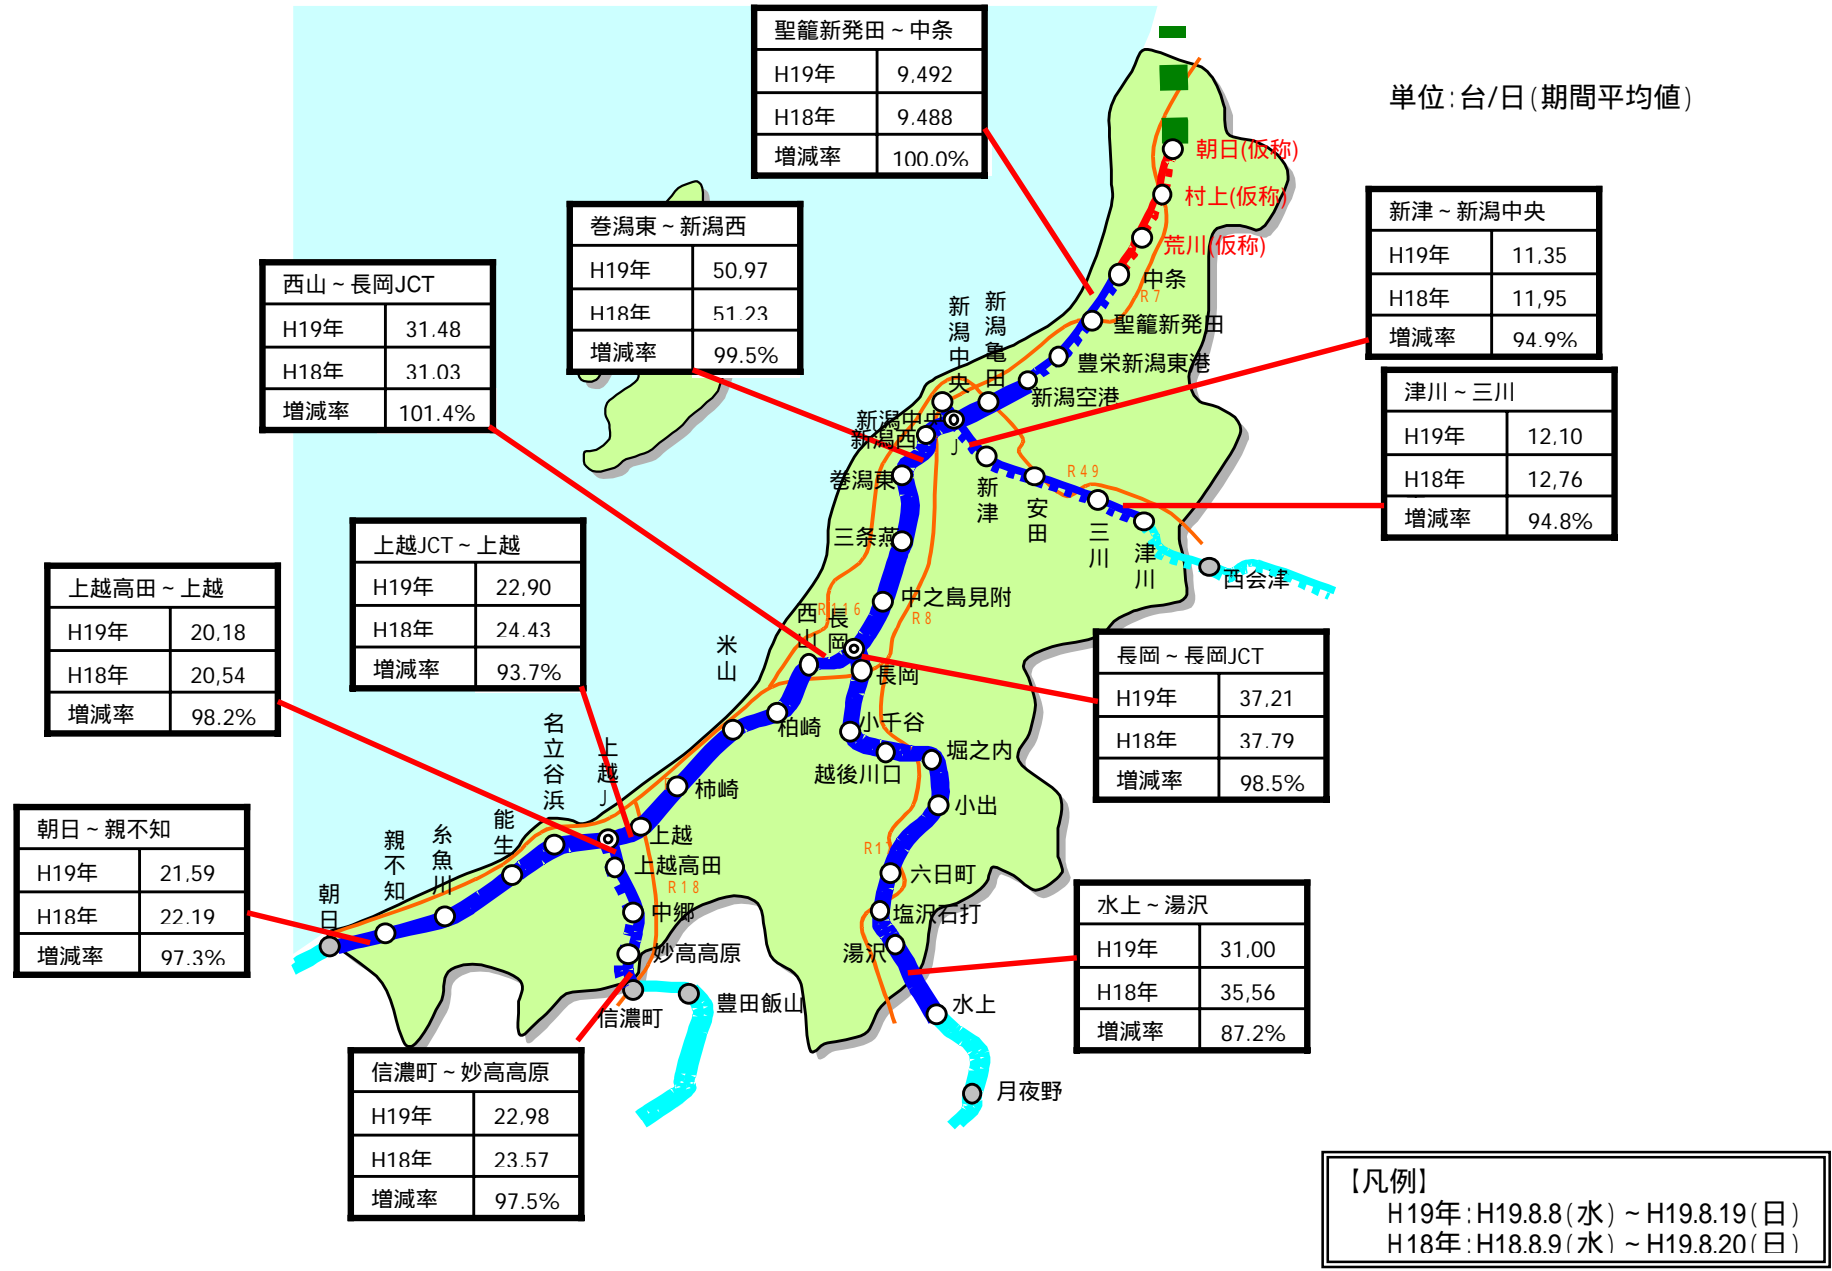 単位:台/日(期間平均値)
聖籠新発田~中条
H19年 9,492
H18年 9.488
増減率 100.0%
巻潟東~新潟西
H19年 50,97
H18年 51.23
増減率 99.5%
西山~長岡JCT
H19年 31.48
H18年 31.03
増減率 101.4%
新津~新潟中央
H19年 11,35
H18年 11,95
増減率 94.9%
津川~三川
H19年 12,10
H18年 12,76
増減率 94.8%
上越JCT~上越
H19年 22,90
H18年 24.43
増減率 93.7%
上越高田~上越
H19年 20,18
H18年 20,54
増減率 98.2%
長岡~長岡JCT
H19年 37,21
H18年 37.79
増減率 98.5%
朝日~親不知
H19年 21,59
H18年 22.19
増減率 97.3%
水上~湯沢
H19年 31,00
H18年 35,56
増減率 87.2%
信濃町~妙高高原
H19年 22,98
H18年 23.57
増減率 97.5%
朝日(仮称)
村上(仮称)
荒川(仮称)
中条
R7
聖籠新発田
豊栄新潟東港
新潟空港
新潟亀田
新潟中央
新潟中央
J
新潟西
巻潟東
新津
安田
R49
三川
津川
西会津
三条燕
中之島見附
R116
R8
西山
長岡
長岡
米山
柏崎
小千谷
越後川口
堀之内
小出
柿崎
上越J
上越
名立谷浜
能生
糸魚川
親不知
朝日
上越高田
R18
中郷
妙高高原
信濃町
豊田飯山
R1
六日町
塩沢石打
湯沢
水上
月夜野
【凡例】
H19年:H19.8.8(水)~H19.8.19(日)
H18年:H18.8.9(水)~H19.8.20(日)